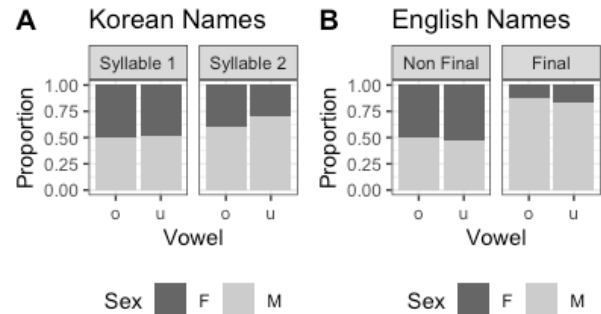 A Korean Names
Syllable 1 Syllable 2
Proportion
1.00
0.75
0.50
0.25
0.00
o u o u
Vowel
Sex F M
B English Names
Non Final Final
Proportion
1.00
0.75
0.50
0.25
0.00
o u o u
Vowel
Sex F M